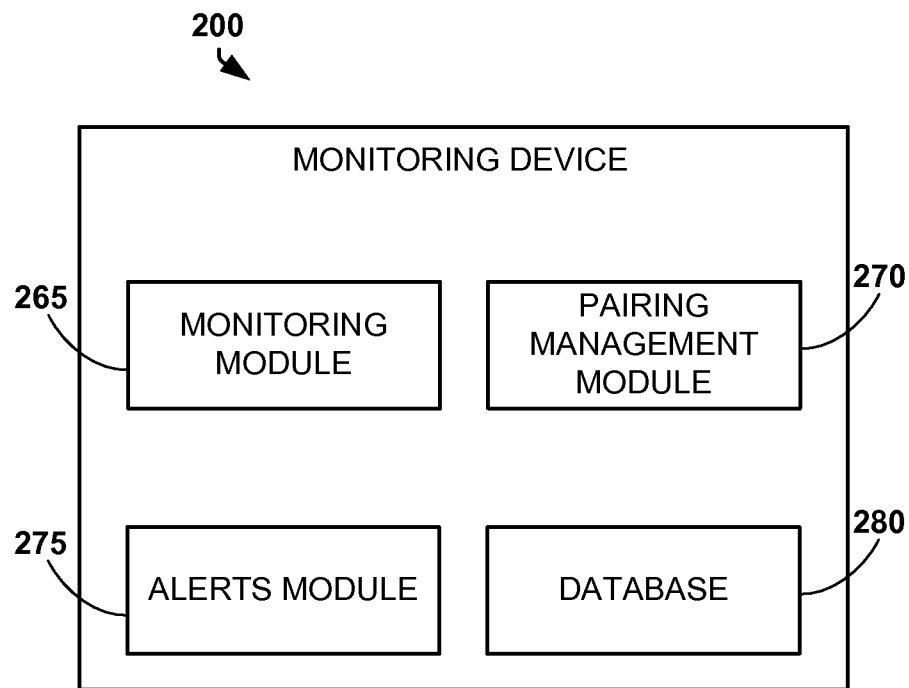 200
MONITORING DEVICE
265
MONITORING
MODULE
270
PAIRING
MANAGEMENT
MODULE
275
ALERTS MODULE
280
DATABASE